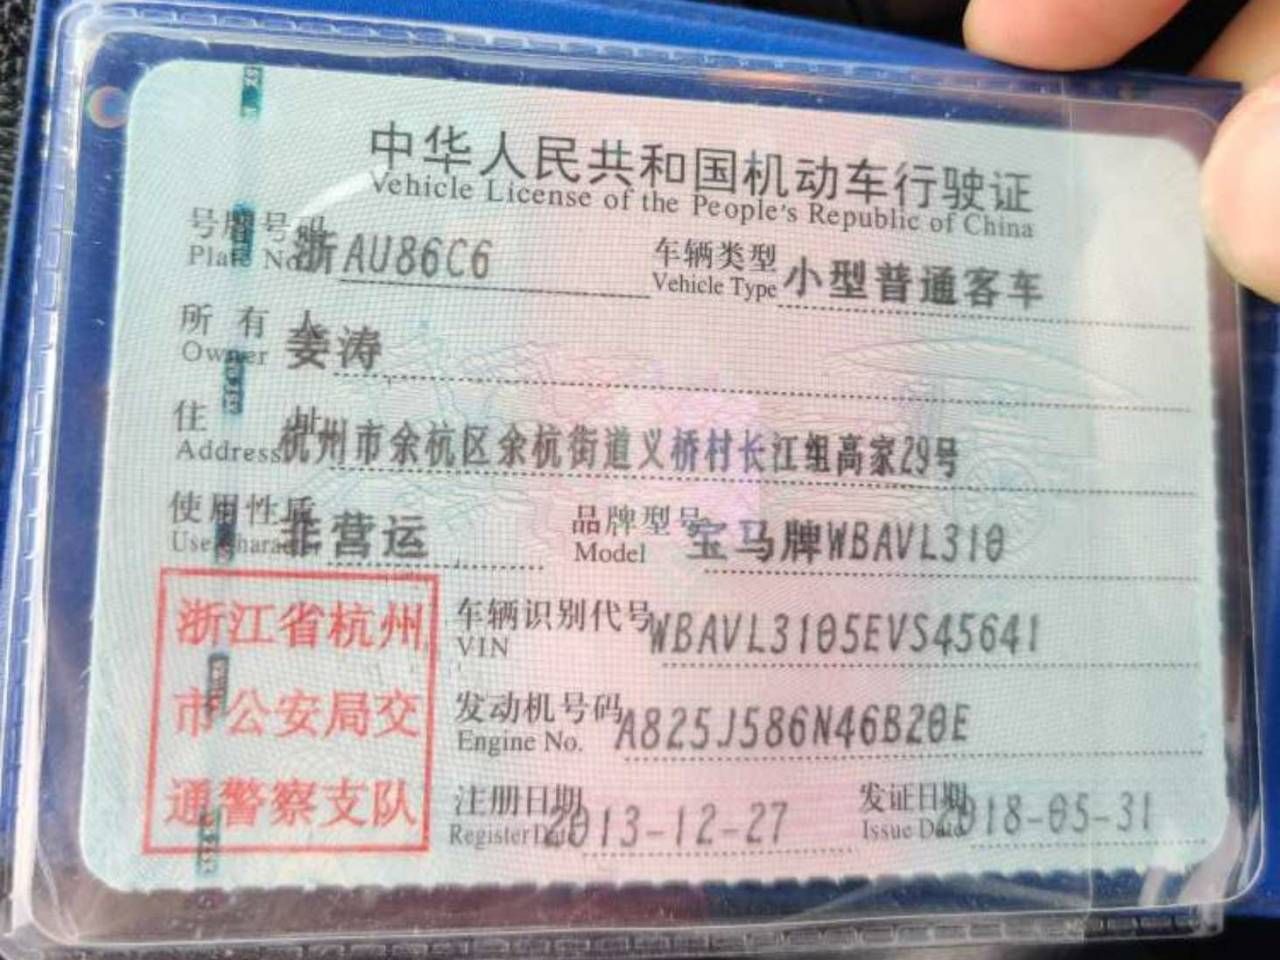 中华人民共和国机动车行驶证
Vehicle License of the People's Republic of China
号牌号码 浙AU86C6 车辆类型 小型普通客车
Plate No. Vehicle Type
所有人 姜涛
Owner
住址 杭州市余杭区余杭街道义桥村长江组高家29号
Address
使用性质 非营运 品牌型号 宝马牌WBAVL310
Use Character Model
浙江省杭州
市公安局交
通警察支队
车辆识别代号 WBAVL3105EVS45641
VIN
发动机号码 A825J586N46B20E
Engine No.
注册日期 2013-12-27 发证日期 2018-05-31
Register Date Issue Date